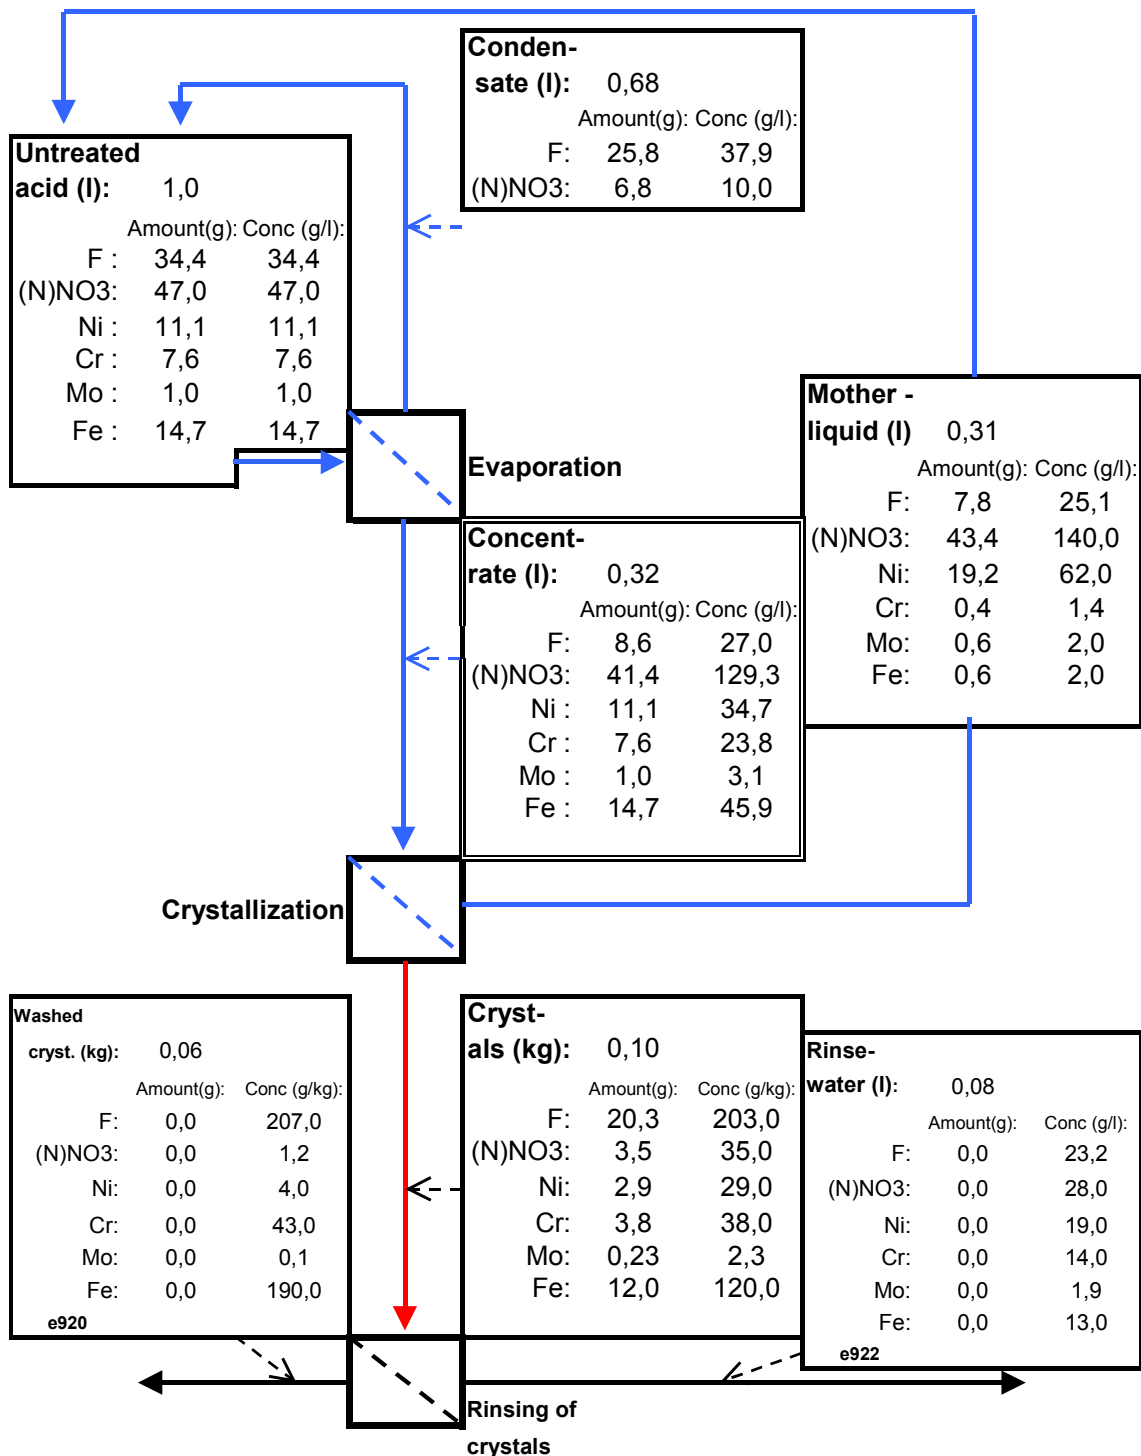 Conden-
sate (l): 0,68
Amount(g): Conc (g/l):
F: 25,8 37,9
(N)NO3: 6,8 10,0
Untreated
acid (l): 1,0
Amount(g): Conc (g/l):
F : 34,4 34,4
(N)NO3: 47,0 47,0
Ni : 11,1 11,1
Cr : 7,6 7,6
Mo : 1,0 1,0
Fe : 14,7 14,7
Evaporation
Mother -
liquid (l) 0,31
Amount(g): Conc (g/l):
F: 7,8 25,1
(N)NO3: 43,4 140,0
Ni: 19,2 62,0
Cr: 0,4 1,4
Mo: 0,6 2,0
Fe: 0,6 2,0
Concent-
rate (l): 0,32
Amount(g): Conc (g/l):
F: 8,6 27,0
(N)NO3: 41,4 129,3
Ni : 11,1 34,7
Cr : 7,6 23,8
Mo : 1,0 3,1
Fe : 14,7 45,9
Crystallization
Washed
cryst. (kg): 0,06
Amount(g): Conc (g/kg):
F: 0,0 207,0
(N)NO3: 0,0 1,2
Ni: 0,0 4,0
Cr: 0,0 43,0
Mo: 0,0 0,1
Fe: 0,0 190,0
e920
Cryst-
als (kg): 0,10
Amount(g): Conc (g/kg):
F: 20,3 203,0
(N)NO3: 3,5 35,0
Ni: 2,9 29,0
Cr: 3,8 38,0
Mo: 0,23 2,3
Fe: 12,0 120,0
Rinse-
water (l): 0,08
Amount(g): Conc (g/l):
F: 0,0 23,2
(N)NO3: 0,0 28,0
Ni: 0,0 19,0
Cr: 0,0 14,0
Mo: 0,0 1,9
Fe: 0,0 13,0
e922
Rinsing of
crystals